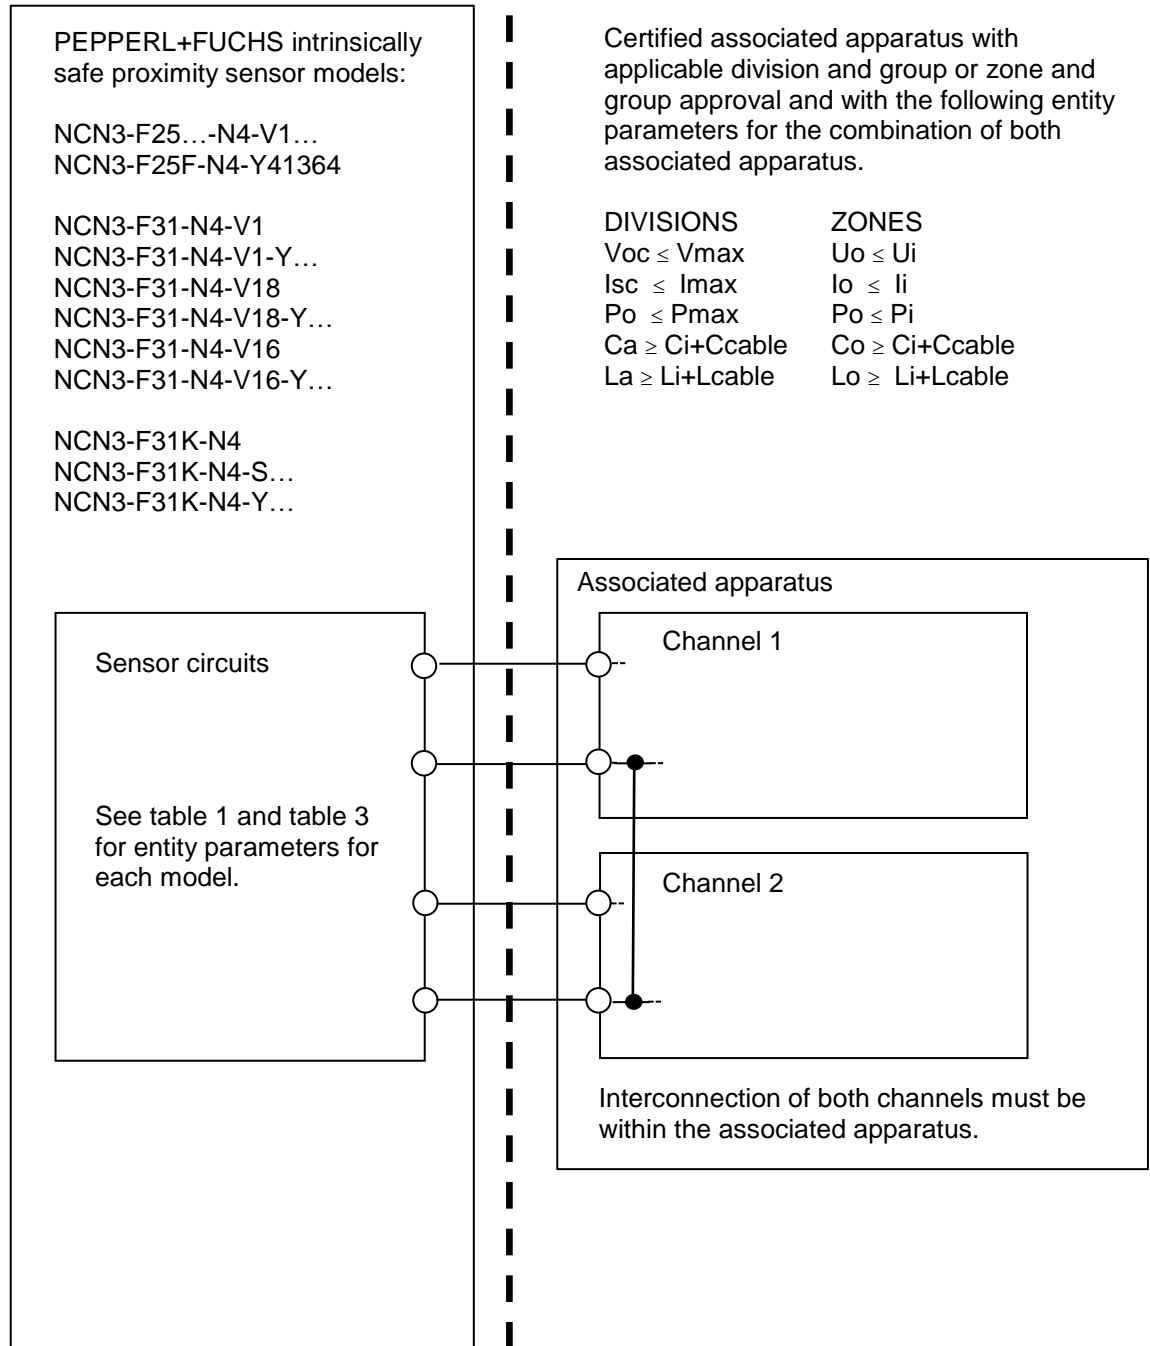 PEPPERL+FUCHS intrinsically
safe proximity sensor models:
NCN3-F25…-N4-V1…
NCN3-F25F-N4-Y41364
NCN3-F31-N4-V1
NCN3-F31-N4-V1-Y…
NCN3-F31-N4-V18
NCN3-F31-N4-V18-Y…
NCN3-F31-N4-V16
NCN3-F31-N4-V16-Y…
NCN3-F31K-N4
NCN3-F31K-N4-S…
NCN3-F31K-N4-Y…
Certified associated apparatus with
applicable division and group or zone and
group approval and with the following entity
parameters for the combination of both
associated apparatus.
DIVISIONS ZONES
Voc ≤ Vmax Uo ≤ Ui
Isc ≤ Imax Io ≤ Ii
Po ≤ Pmax Po ≤ Pi
Ca ≥ Ci+Ccable Co ≥ Ci+Ccable
La ≥ Li+Lcable Lo ≥ Li+Lcable
Sensor circuits
See table 1 and table 3
for entity parameters for
each model.
Associated apparatus
Channel 1
Channel 2
Interconnection of both channels must be
within the associated apparatus.